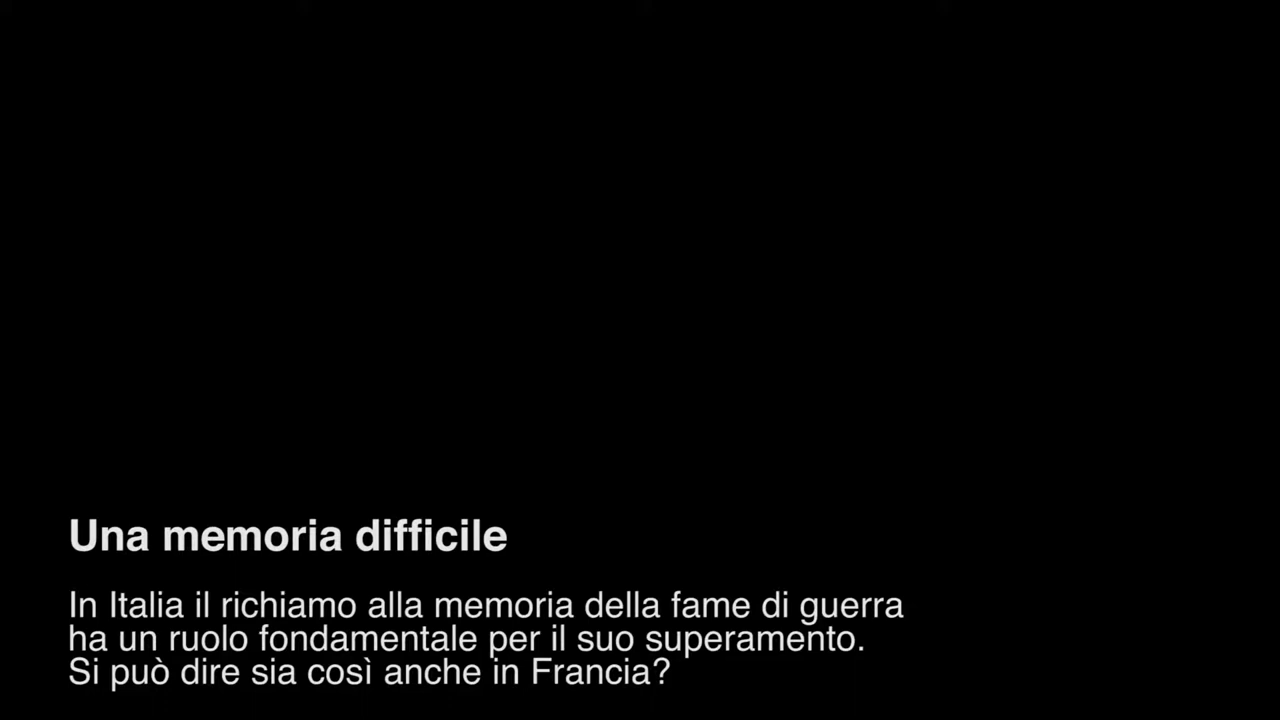 Una memoria difficile
In Italia il richiamo alla memoria della fame di guerra
ha un ruolo fondamentale per il suo superamento.
Si può dire sia così anche in Francia?